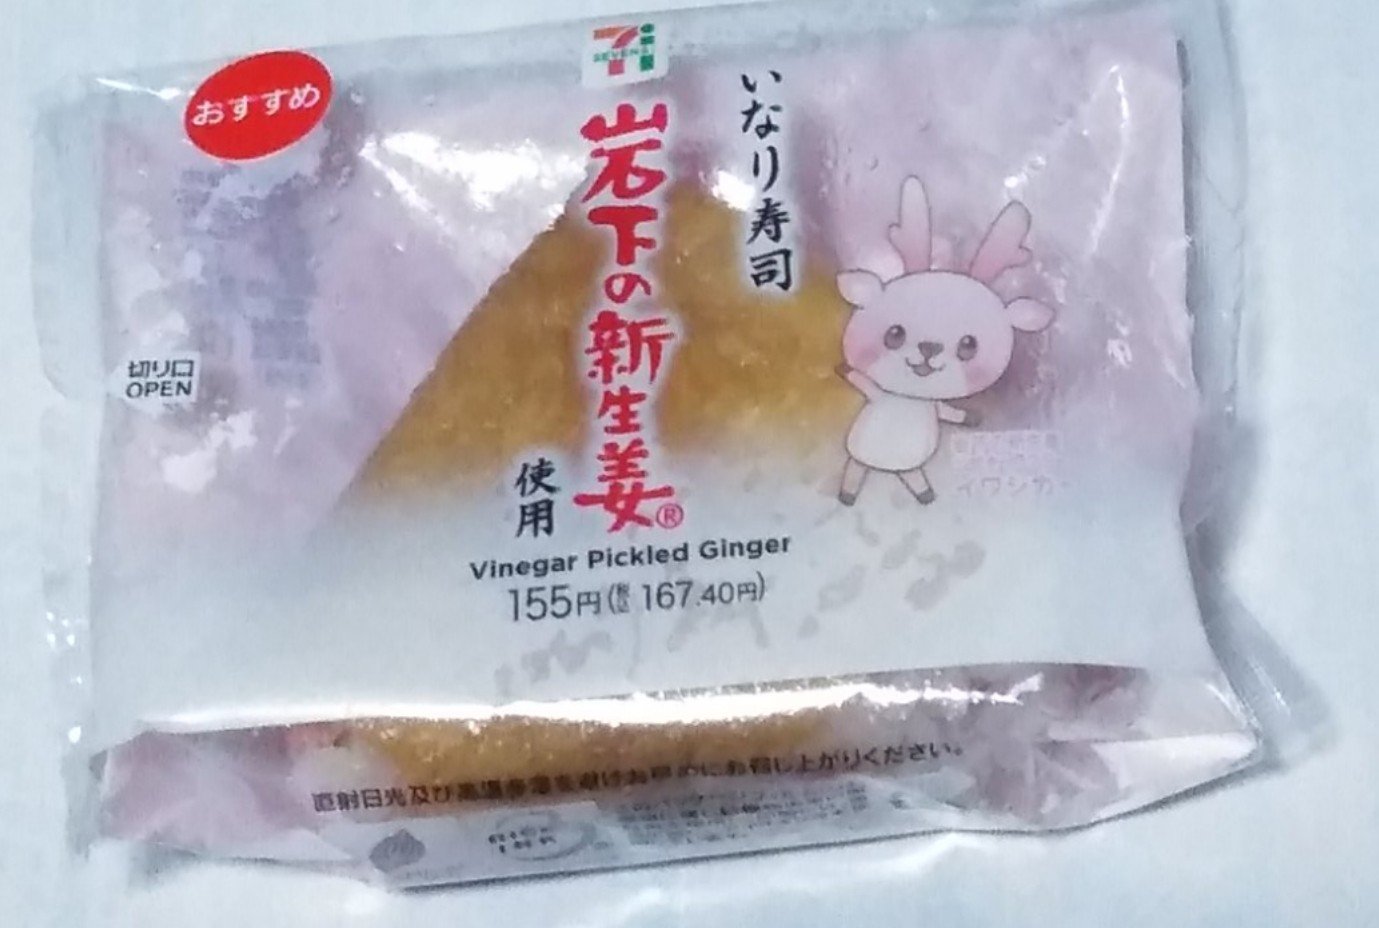 おすすめ
いなり寿司
岩下の新生姜®
使用
切り口
OPEN
Vinegar Pickled Ginger
155円(税込 167.40円)
イワシカ
直射日光及び高温多湿を避けお早めにお召し上がりください。